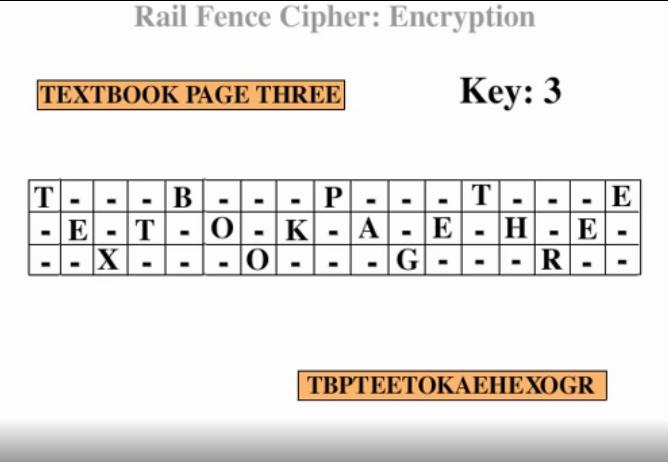 Rail Fence Cipher: Encryption
TEXTBOOK PAGE THREE
Key: 3
T - - - B - - - P - - - T - - - E
- E - T - O - K - A - E - H - E -
- - X - - - O - - - G - - - R - -
TBPTEETOKAEHEXOGR